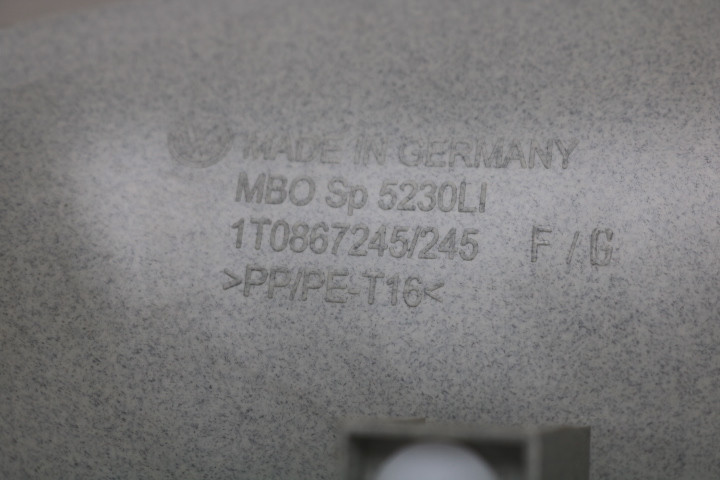 MADE IN GERMANY
MBO Sp 5230LI
1T0867245/245 F/G
>PP/PE-T16<